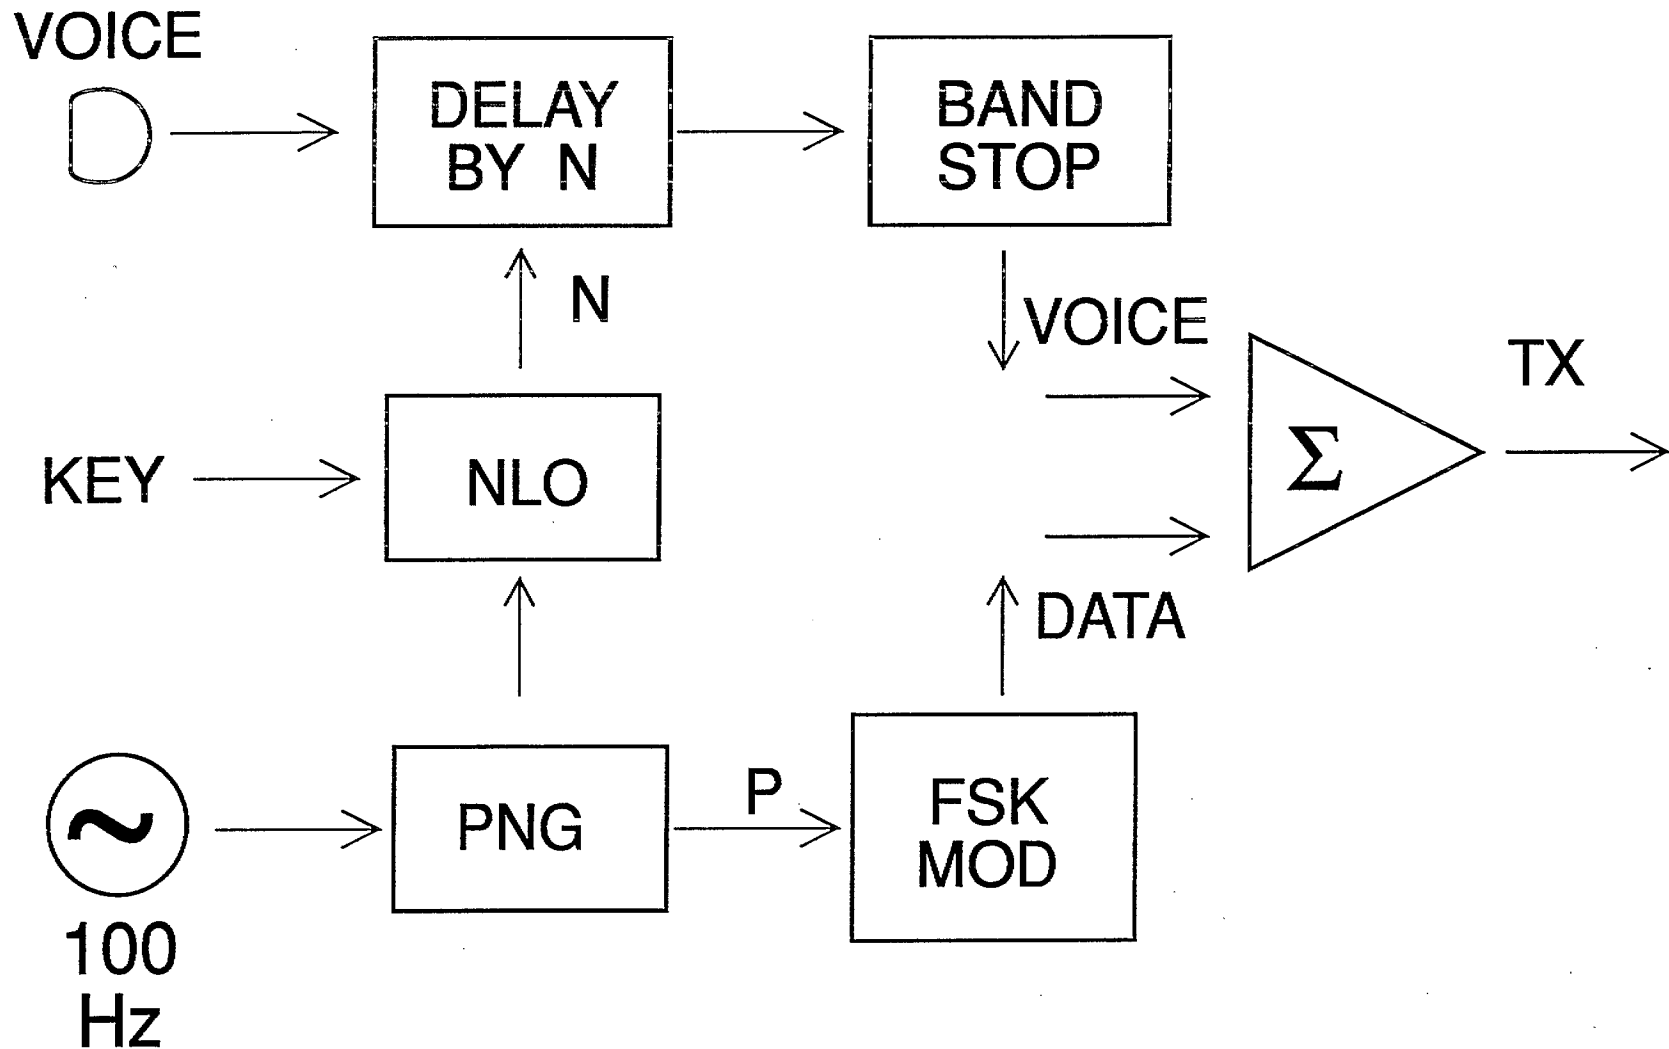 VOICE
DELAY
BY N
BAND
STOP
N
VOICE
TX
KEY
NLO
Σ
DATA
PNG
P
FSK
MOD
100
Hz